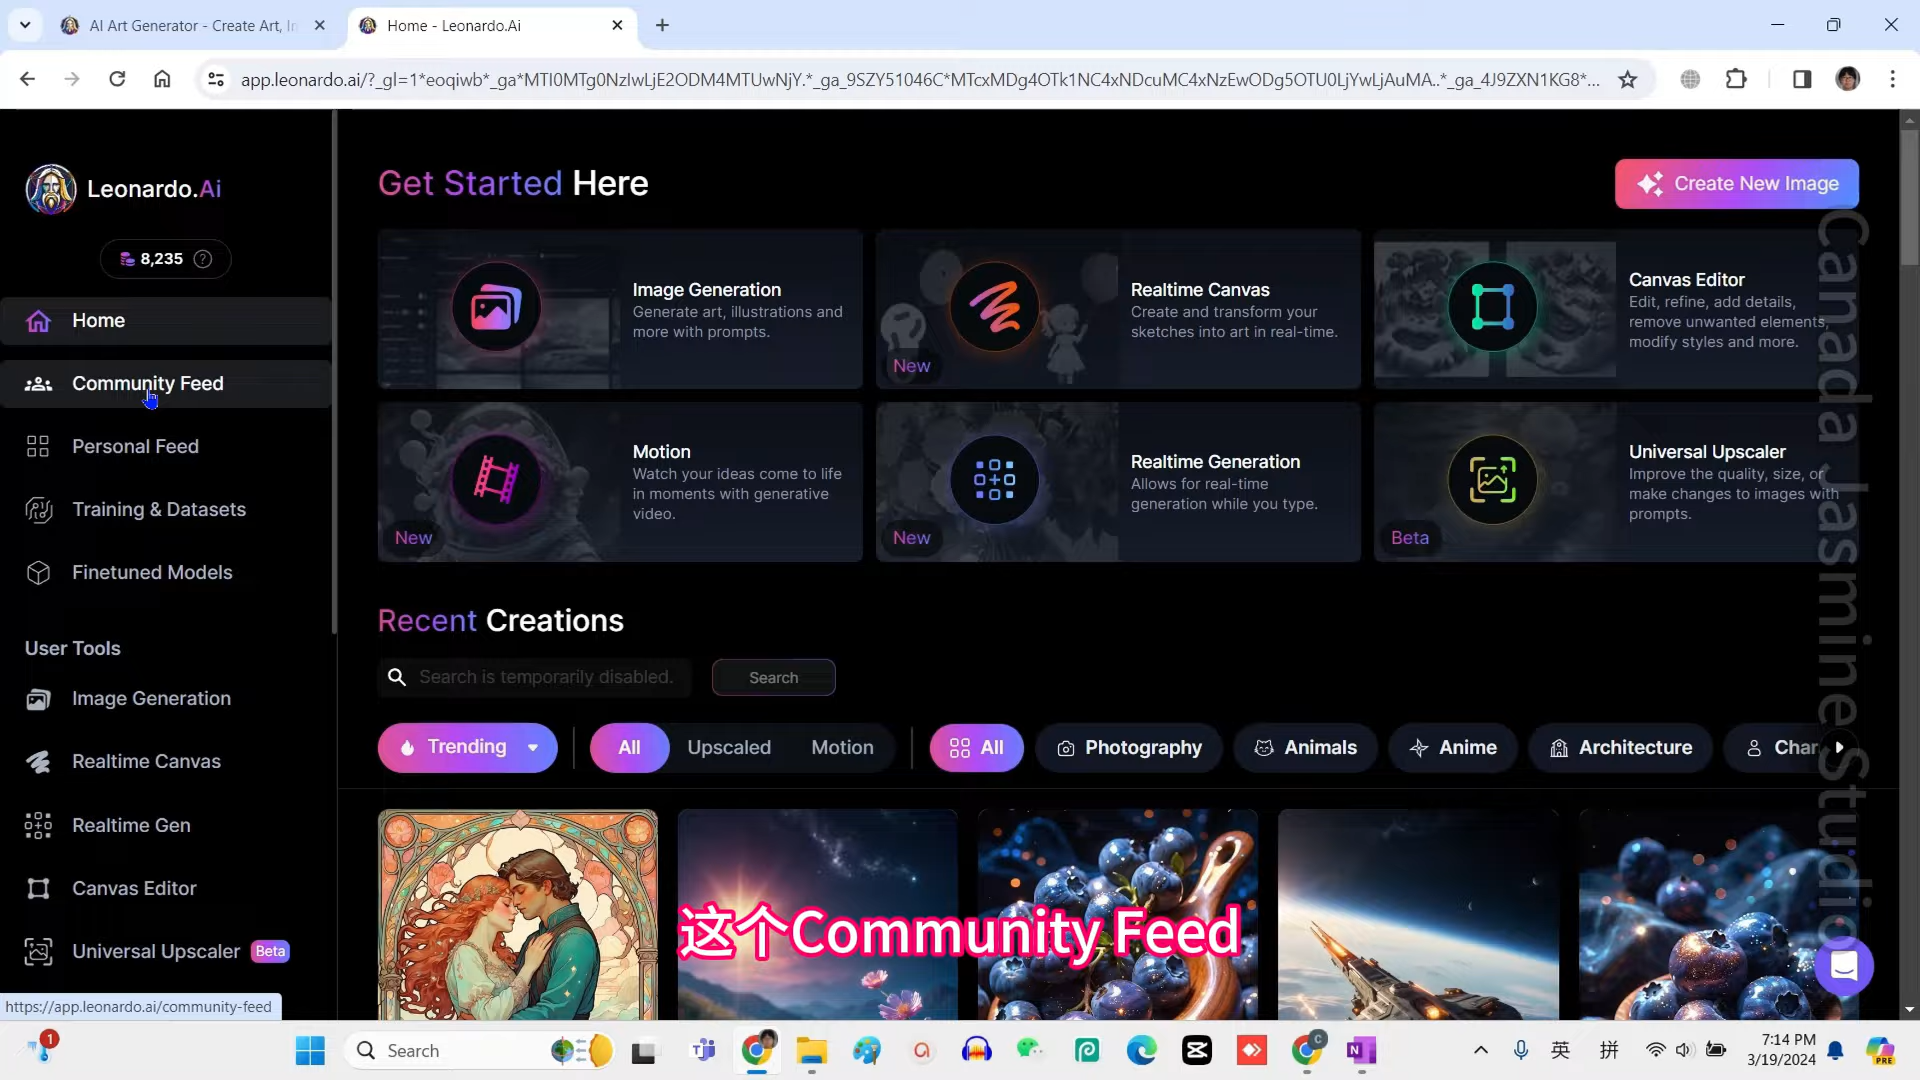 AI Art Generator - Create Art, In
Home - Leonardo.Ai
app.leonardo.ai/?_gl=1*eoqiwb*_ga*MTI0MTg0NzIwLjE2ODM4MTUwNjY.*_ga_9SZY51046C*MTcxMDg4OTk1NC4xNDcuMC4xNzEwODg5OTU0LjYwLjAuMA..*_ga_4J9ZXN1KG8*...
Leonardo.Ai
8,235
Home
Community Feed
Personal Feed
Training & Datasets
Finetuned Models
User Tools
Image Generation
Realtime Canvas
Realtime Gen
Canvas Editor
Universal Upscaler Beta
https://app.leonardo.ai/community-feed
Get Started Here
Create New Image
Image Generation
Generate art, illustrations and
more with prompts.
Realtime Canvas
Create and transform your
sketches into art in real-time.
New
Canvas Editor
Edit, refine, add details,
remove unwanted elements,
modify styles and more.
Motion
Watch your ideas come to life
in moments with generative
video.
New
Realtime Generation
Allows for real-time
generation while you type.
New
Universal Upscaler
Improve the quality, size, or
make changes to images with
prompts.
Beta
Recent Creations
Search is temporarily disabled.
Search
Trending
All
Upscaled
Motion
All
Photography
Animals
Anime
Architecture
Char
这个Community Feed
Canada Jasmine Studio
1
Search
英
拼
7:14 PM
3/19/2024
PRE